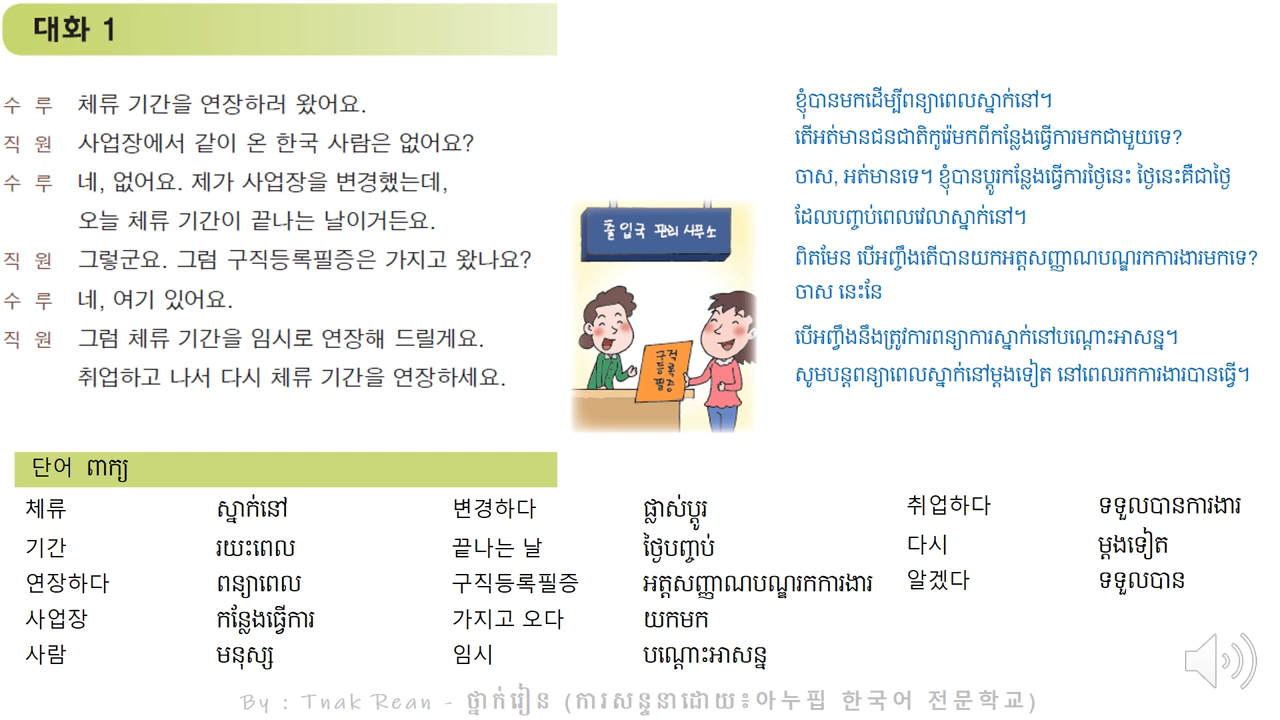 대화 1
수 루 체류 기간을 연장하러 왔어요.
직 원 사업장에서 같이 온 한국 사람은 없어요?
수 루 네, 없어요. 제가 사업장을 변경했는데,
오늘 체류 기간이 끝나는 날이거든요.
직 원 그렇군요. 그럼 구직등록필증은 가지고 왔나요?
수 루 네, 여기 있어요.
직 원 그럼 체류 기간을 임시로 연장해 드릴게요.
취업하고 나서 다시 체류 기간을 연장하세요.
출입국 관리 사무소
구직등록필증
ខ្ញុំបានមកដើម្បីពន្យាពេលស្នាក់នៅ។
តើអត់មានជនជាតិកូរ៉េមកពីកន្លែងធ្វើការមកជាមួយទេ?
ចាស, អត់មានទេ។ ខ្ញុំបានប្តូរកន្លែងធ្វើការថ្ងៃនេះ ថ្ងៃនេះគឺជាថ្ងៃ
ដែលបញ្ចប់ពេលវេលាស្នាក់នៅ។
ពិតមែន បើអញ្ចឹងតើបានយកអត្តសញ្ញាណបណ្ឌរកការងារមកទេ?
ចាស នេះនែ
បើអញ្ចឹងនឹងត្រូវការពន្យាការស្នាក់នៅបណ្តោះអាសន្ន។
សូមបន្តពន្យាពេលស្នាក់នៅម្តងទៀត នៅពេលរកការងារបានធ្វើ។
단어 ពាក្យ
체류 ស្នាក់នៅ 변경하다 ផ្លាស់ប្តូរ 취업하다 ទទួលបានការងារ
기간 រយះពេល 끝나는 날 ថ្ងៃបញ្ចប់ 다시 ម្តងទៀត
연장하다 ពន្យាពេល 구직등록필증 អត្តសញ្ញាណបណ្ឌរកការងារ 알겠다 ទទួលបាន
사업장 កន្លែងធ្វើការ 가지고 오다 យកមក
사람 មនុស្ស 임시 បណ្តោះអាសន្ន
By : Tnak Rean - ថ្នាក់រៀន (ការសន្ទនាដោយ៖아누핍 한국어 전문학교)